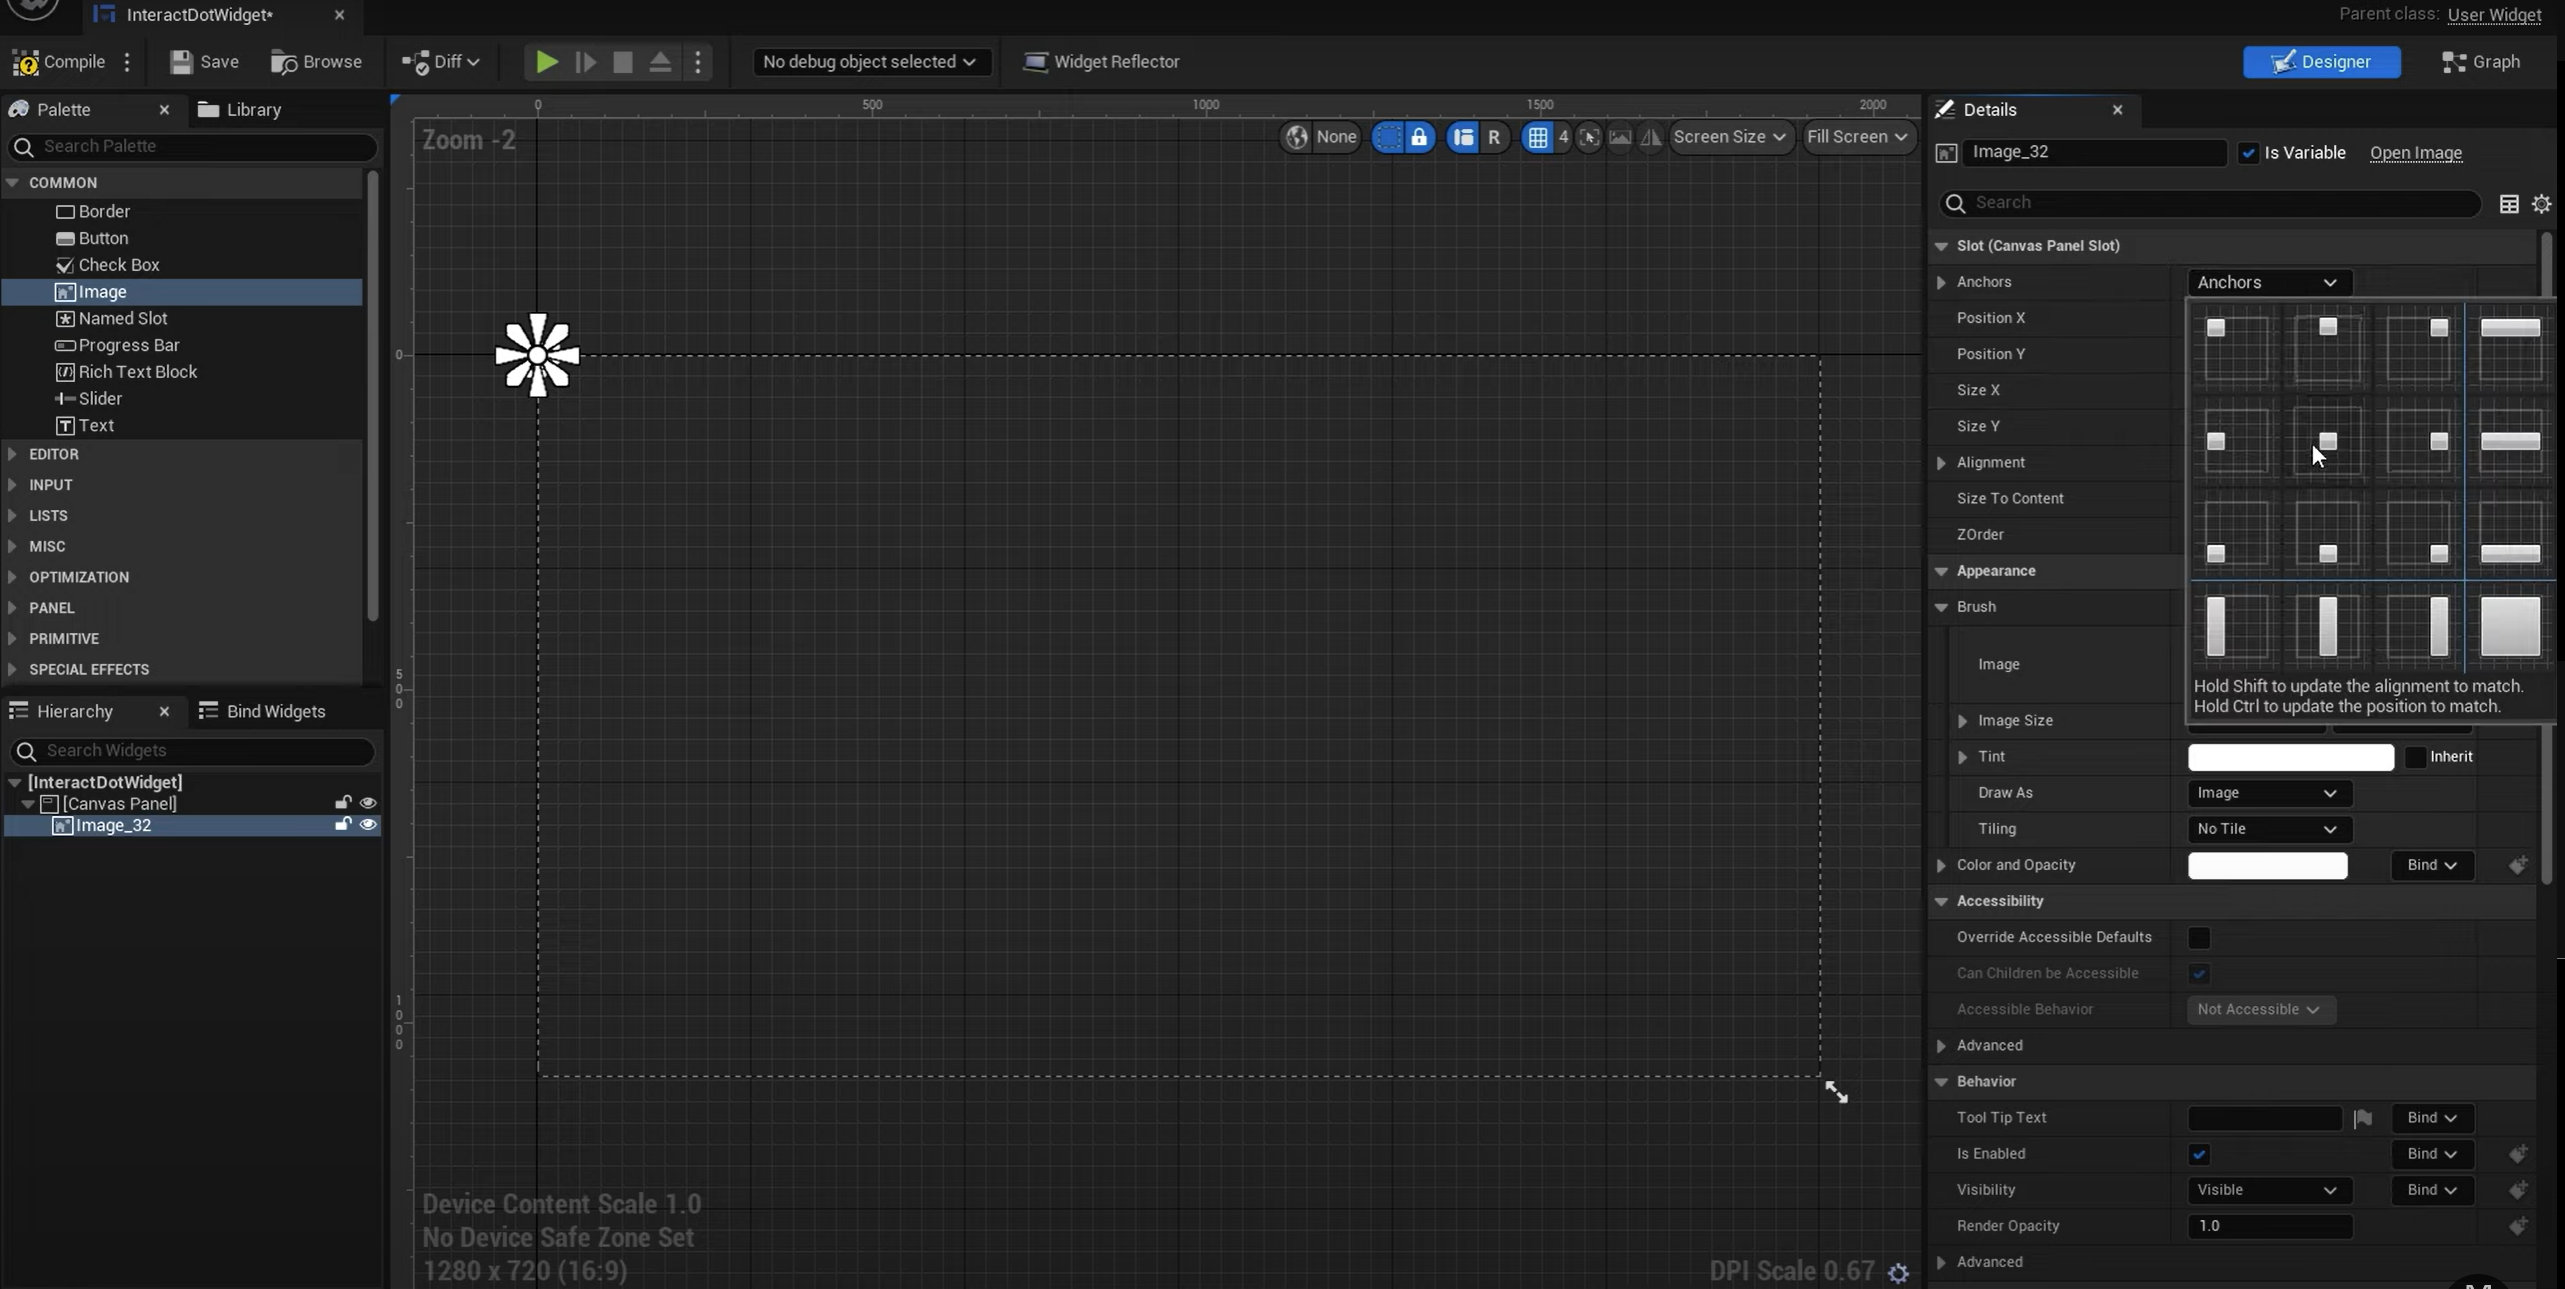 InteractDotWidget*
Parent class: User Widget
Compile
Save
Browse
Diff
No debug object selected
Widget Reflector
Designer
Graph
Palette
Library
Search Palette
COMMON
Border
Button
Check Box
Image
Named Slot
Progress Bar
Rich Text Block
Slider
Text
EDITOR
INPUT
LISTS
MISC
OPTIMIZATION
PANEL
PRIMITIVE
SPECIAL EFFECTS
Hierarchy
Bind Widgets
Search Widgets
[InteractDotWidget]
[Canvas Panel]
Image_32
0
500
1000
1500
2000
Zoom -2
None
R
4
Screen Size
Fill Screen
0
500
1000
Device Content Scale 1.0
No Device Safe Zone Set
1280 x 720 (16:9)
DPI Scale 0.67
Details
Image_32
Is Variable
Open Image
Search
Slot (Canvas Panel Slot)
Anchors
Anchors
Position X
Position Y
Size X
Size Y
Alignment
Size To Content
ZOrder
Hold Shift to update the alignment to match.
Hold Ctrl to update the position to match.
Appearance
Brush
Image
Image Size
Tint
Inherit
Draw As
Image
Tiling
No Tile
Color and Opacity
Bind
Accessibility
Override Accessible Defaults
Can Children be Accessible
Accessible Behavior
Not Accessible
Advanced
Behavior
Tool Tip Text
Bind
Is Enabled
Bind
Visibility
Visible
Bind
Render Opacity
1.0
Advanced